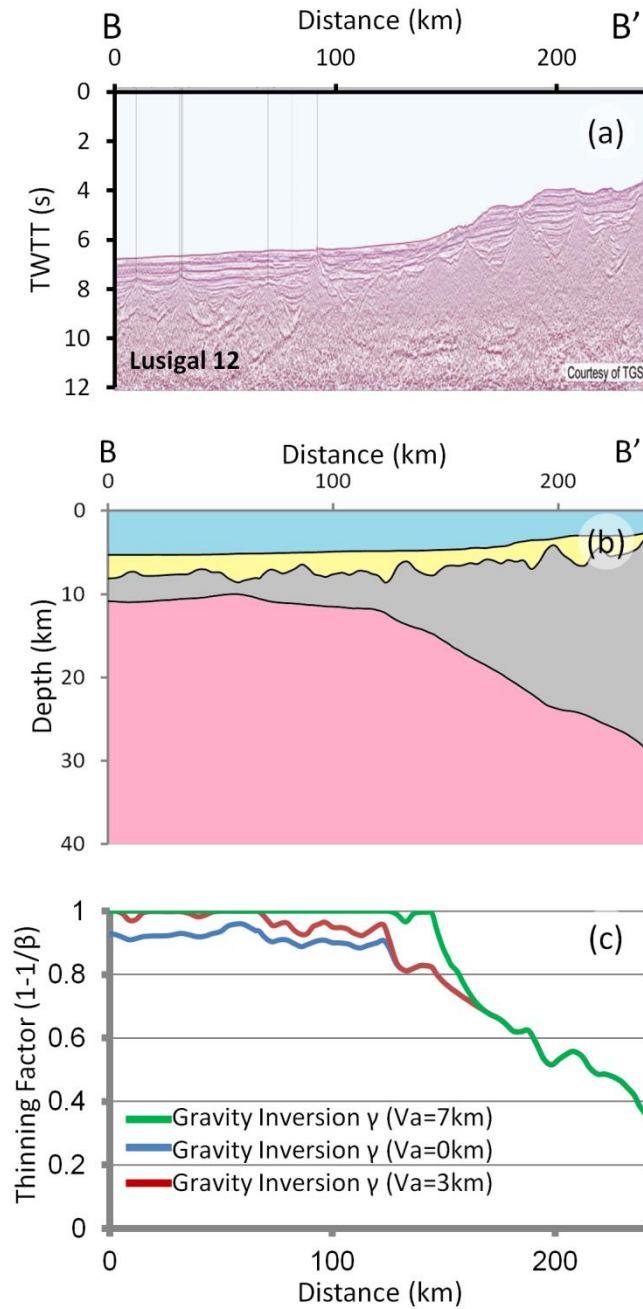 B Distance (km) B'
0 100 200
0
2
4
6
8
10
12
TWTT (s)
(a)
Lusigal 12
Courtesy of TGS
B Distance (km) B'
0 100 200
0
10
20
30
40
Depth (km)
(b)
1
0.8
0.6
0.4
0.2
0
Thinning Factor (1-1/β)
(c)
Gravity Inversion γ (Va=7km)
Gravity Inversion γ (Va=0km)
Gravity Inversion γ (Va=3km)
0 100 200
Distance (km)